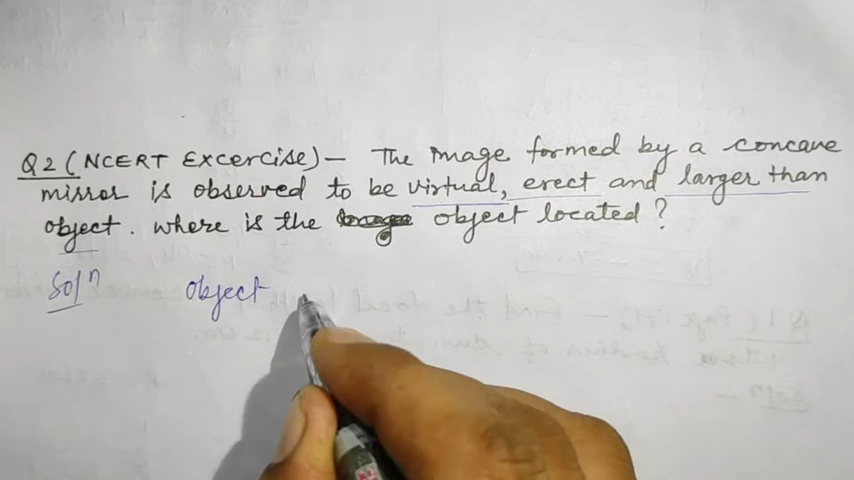 Q2 (NCERT EXCERCISE) - The Image formed by a concave
mirror is observed to be virtual, erect and larger than
object. Where is the object located?
Solⁿ object